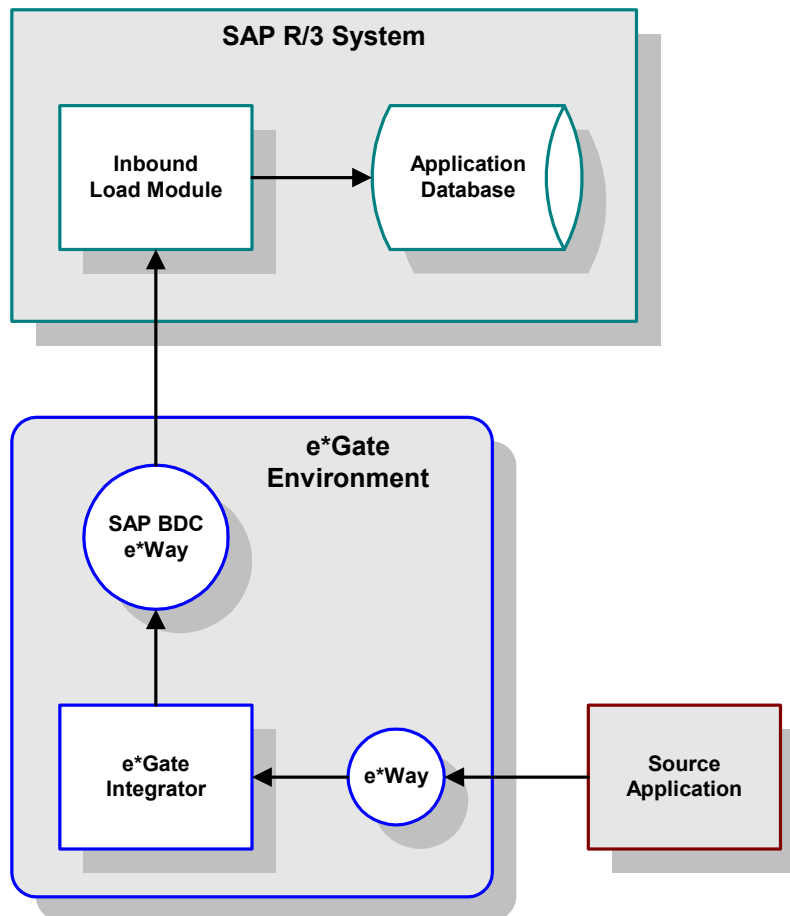 SAP R/3 System
Inbound
Load Module
Application
Database
e*Gate
Environment
SAP BDC
e*Way
e*Gate
Integrator
e*Way
Source
Application